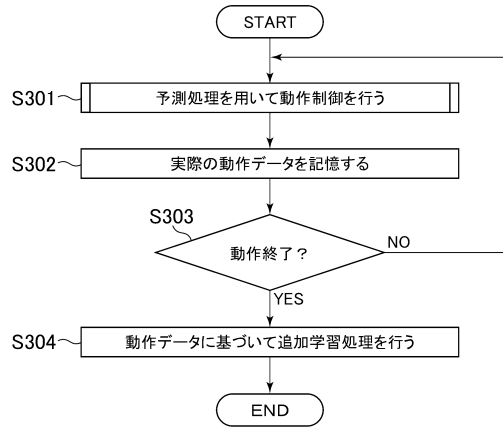 START
S301
予測処理を用いて動作制御を行う
S302
実際の動作データを記憶する
S303
動作終了？
NO
YES
S304
動作データに基づいて追加学習処理を行う
END